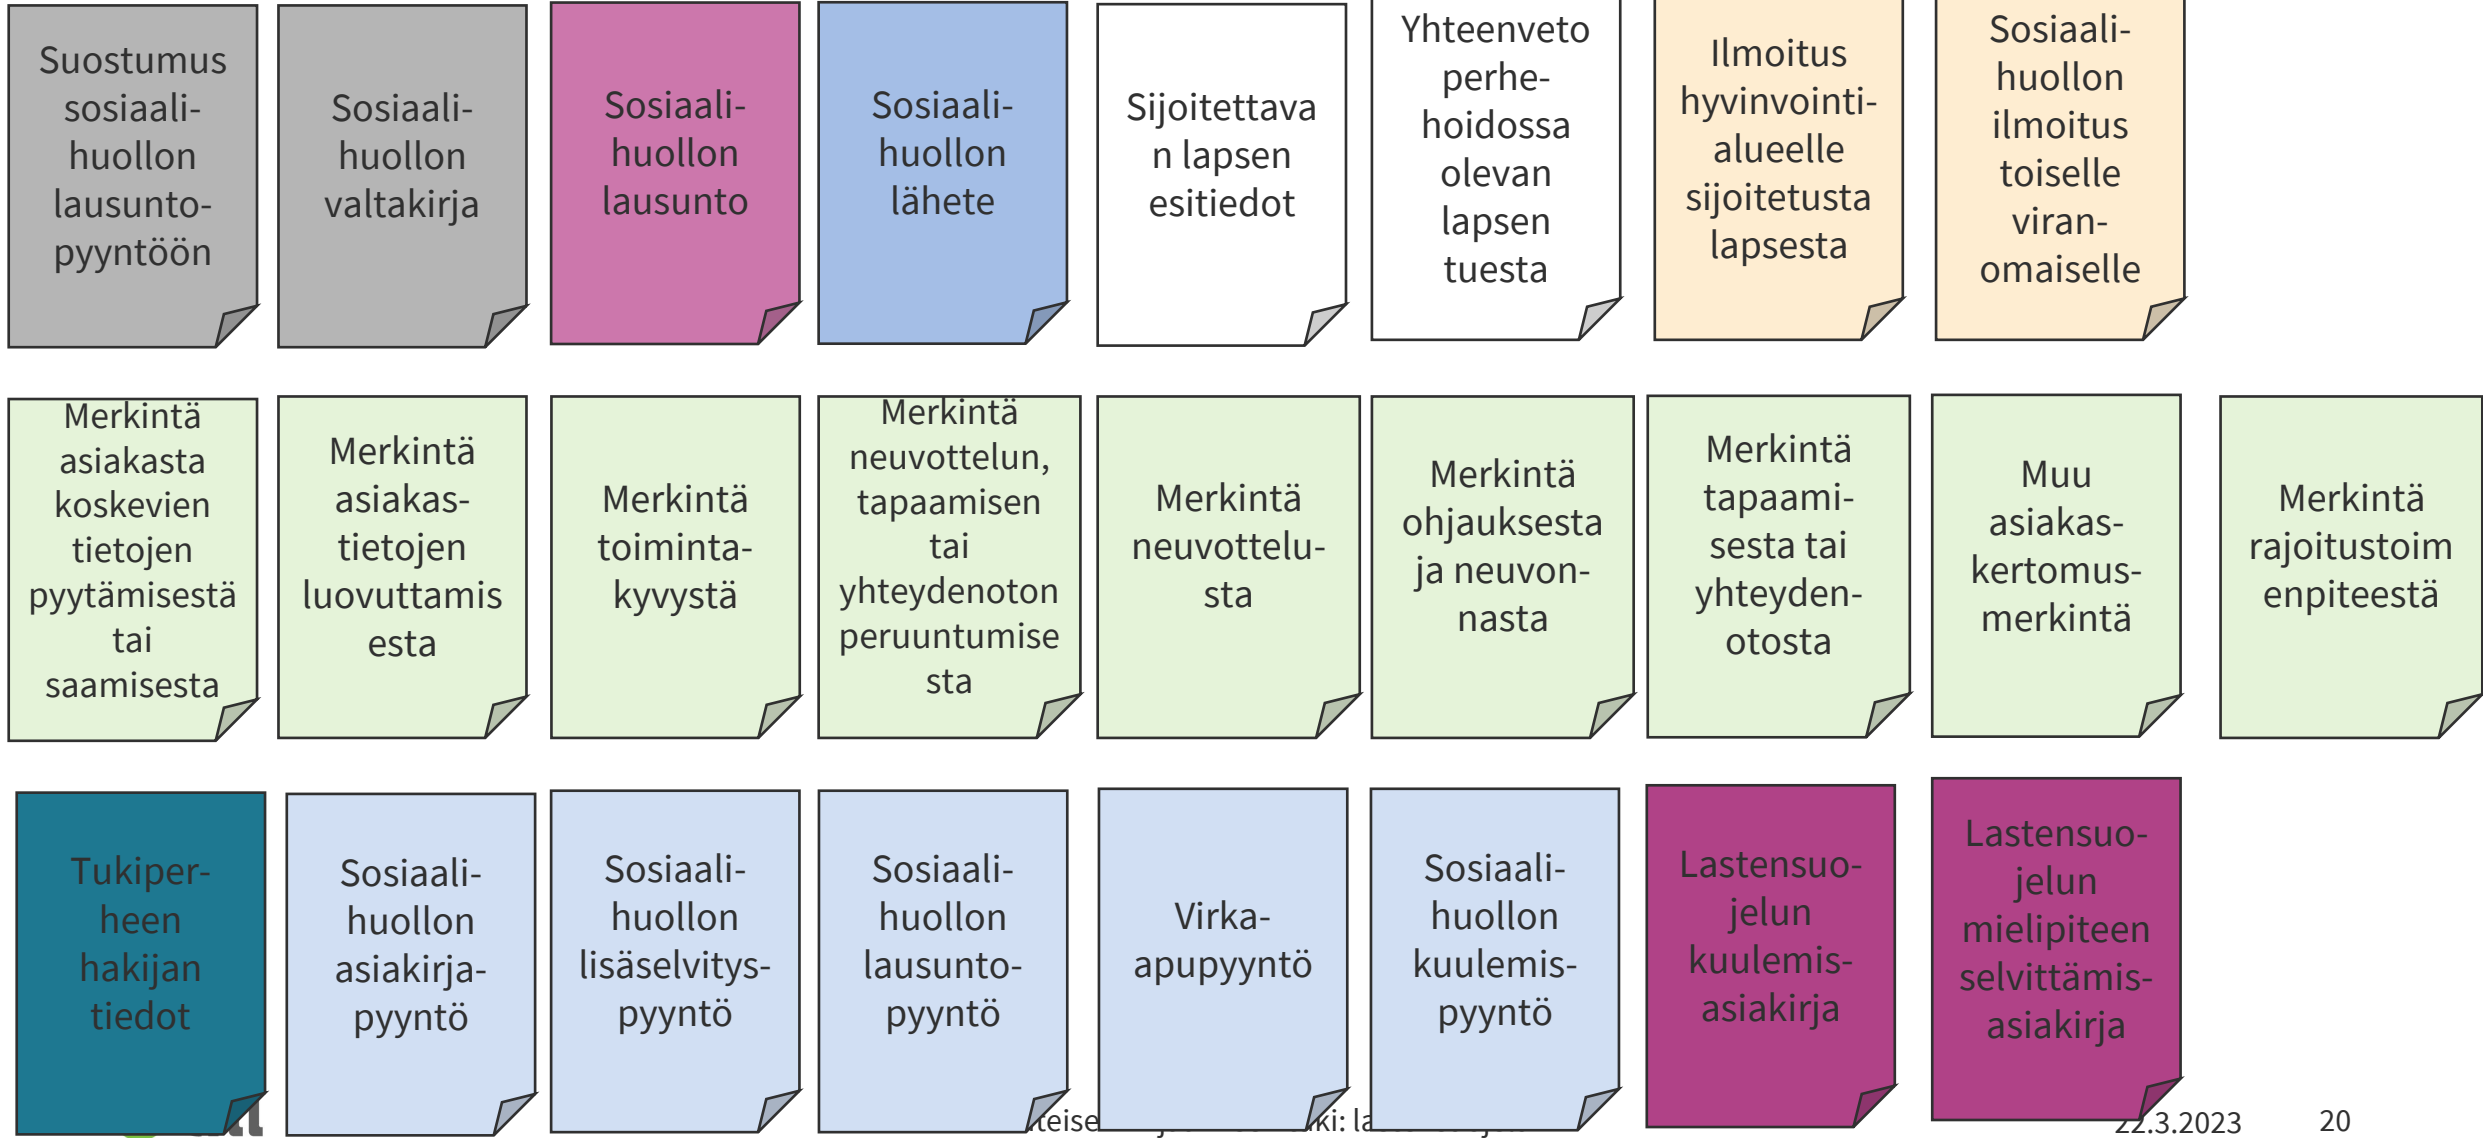 Suostumus
sosiaali-
huollon
lausunto-
pyyntöön
Sosiaali-
huollon
valtakirja
Sosiaali-
huollon
lausunto
Sosiaali-
huollon
lähete
Sijoitettava
n lapsen
esitiedot
Yhteenveto
perhe-
hoidossa
olevan
lapsen
tuesta
Ilmoitus
hyvinvointi-
alueelle
sijoitetusta
lapsesta
Sosiaali-
huollon
ilmoitus
toiselle
viran-
omaiselle
Merkintä
asiakasta
koskevien
tietojen
pyytämisestä
tai
saamisesta
Merkintä
asiakas-
tietojen
luovuttamis
esta
Merkintä
toiminta-
kyvystä
Merkintä
neuvottelun,
tapaamisen
tai
yhteydenoton
peruuntumise
sta
Merkintä
neuvottelu-
sta
Merkintä
ohjauksesta
ja neuvon-
nasta
Merkintä
tapaami-
sesta tai
yhteyden-
otosta
Muu
asiakas-
kertomus-
merkintä
Merkintä
rajoitustoim
enpiteestä
Tukiper-
heen
hakijan
tiedot
Sosiaali-
huollon
asiakirja-
pyyntö
Sosiaali-
huollon
lisäselvitys-
pyyntö
Sosiaali-
huollon
lausunto-
pyyntö
Virka-
apupyyntö
Sosiaali-
huollon
kuulemis-
pyyntö
Lastensuo-
jelun
kuulemis-
asiakirja
Lastensuo-
jelun
mielipiteen
selvittämis-
asiakirja
22.3.2023
20